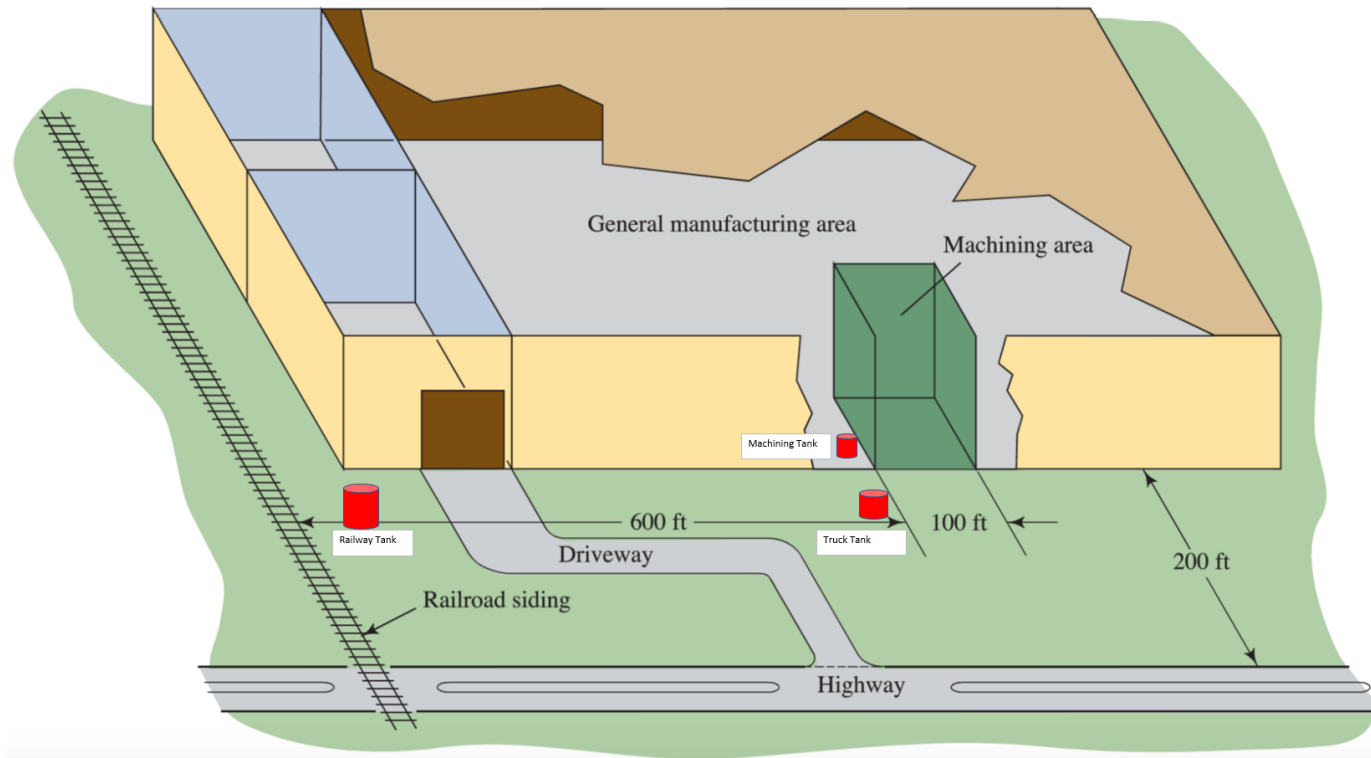 General manufacturing area
Machining area
Machining Tank
600 ft
100 ft
Railway Tank
Truck Tank
Driveway
200 ft
Railroad siding
Highway